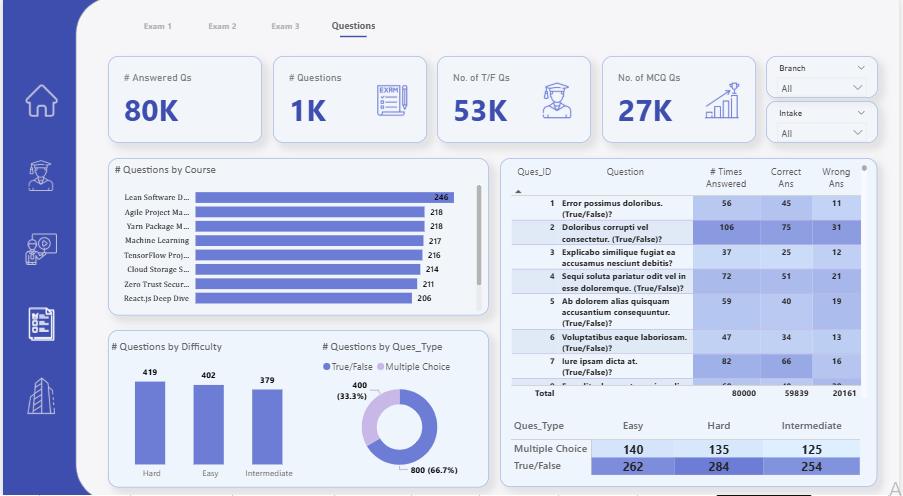 Exam 1 Exam 2 Exam 3 Questions
# Answered Qs
80K
# Questions
1K
EXAM
No. of T/F Qs
53K
No. of MCQ Qs
27K
Branch
All
Intake
All
# Questions by Course
Lean Software D... 246
Agile Project Ma... 218
Yarn Package M... 218
Machine Learning 217
TensorFlow Proj... 216
Cloud Storage S... 214
Zero Trust Secur... 211
React.js Deep Dive 206
# Questions by Difficulty
419 402 379
Hard Easy Intermediate
# Questions by Ques_Type
True/False Multiple Choice
400
(33.3%)
800 (66.7%)
Ques_ID Question # Times Correct Wrong
Answered Ans Ans
1 Error possimus doloribus. 56 45 11
(True/False)?
2 Doloribus corrupti vel 106 75 31
consectetur. (True/False)?
3 Explicabo similique fugiat ea 37 25 12
accusamus nesciunt debitis?
4 Sequi soluta pariatur odit vel in 72 51 21
esse doloremque. (True/False)?
5 Ab dolorem alias quisquam 59 40 19
accusantium consequuntur.
(True/False)?
6 Voluptatibus eaque laboriosam. 47 34 13
(True/False)?
7 Iure ipsam dicta at. 82 66 16
(True/False)?
Total 80000 59839 20161
Ques_Type Easy Hard Intermediate
Multiple Choice 140 135 125
True/False 262 284 254
A